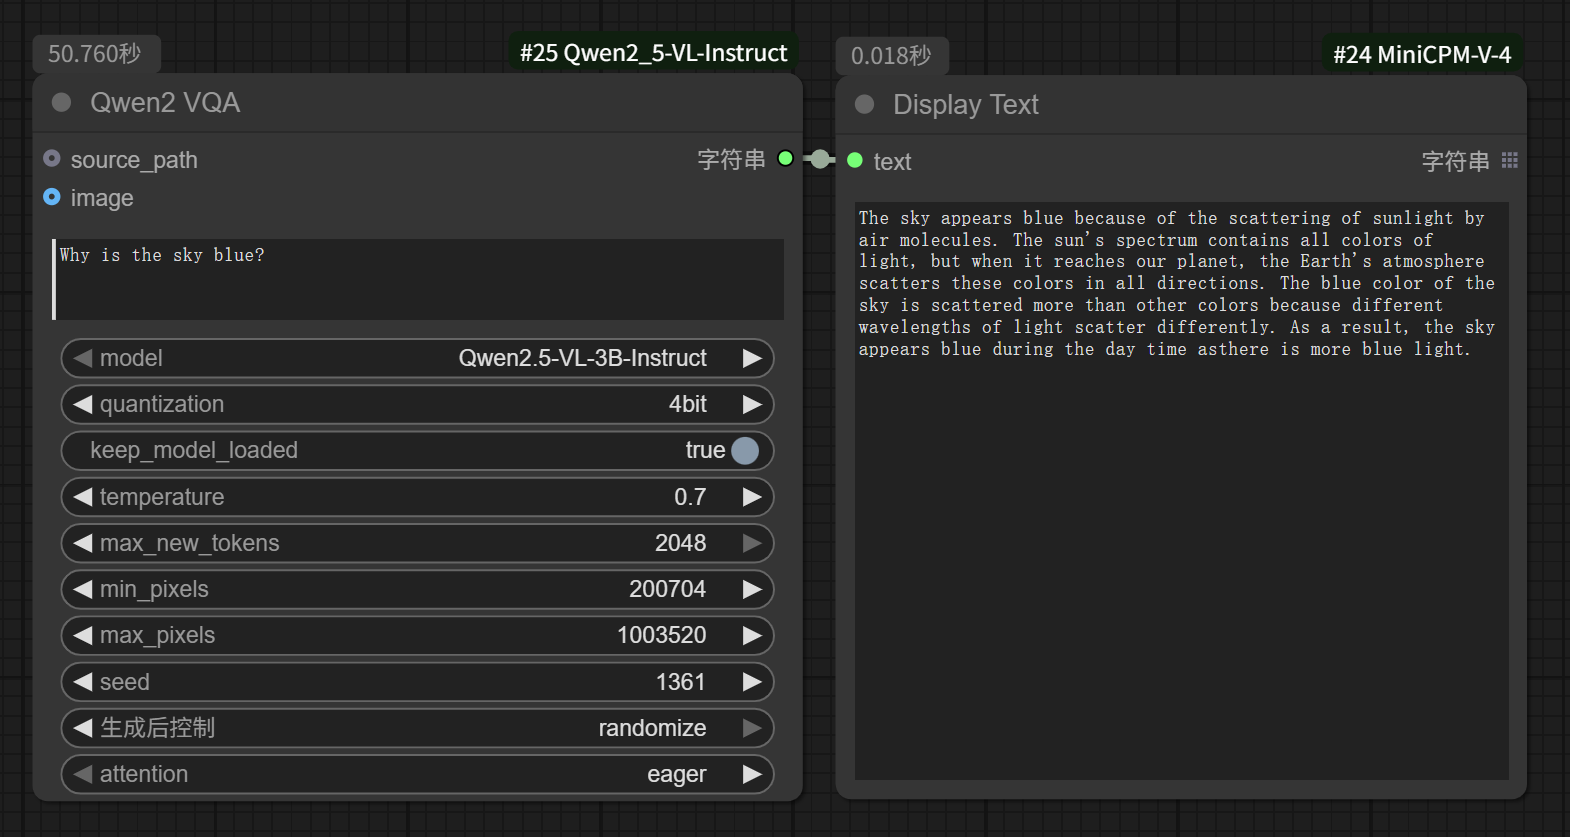 50.760秒
#25 Qwen2_5-VL-Instruct
Qwen2 VQA
source_path
字符串
image
Why is the sky blue?
model Qwen2.5-VL-3B-Instruct
quantization 4bit
keep_model_loaded true
temperature 0.7
max_new_tokens 2048
min_pixels 200704
max_pixels 1003520
seed 1361
生成后控制 randomize
attention eager
0.018秒
#24 MiniCPM-V-4
Display Text
text
字符串
The sky appears blue because of the scattering of sunlight by
air molecules. The sun's spectrum contains all colors of
light, but when it reaches our planet, the Earth's atmosphere
scatters these colors in all directions. The blue color of the
sky is scattered more than other colors because different
wavelengths of light scatter differently. As a result, the sky
appears blue during the day time asthere is more blue light.